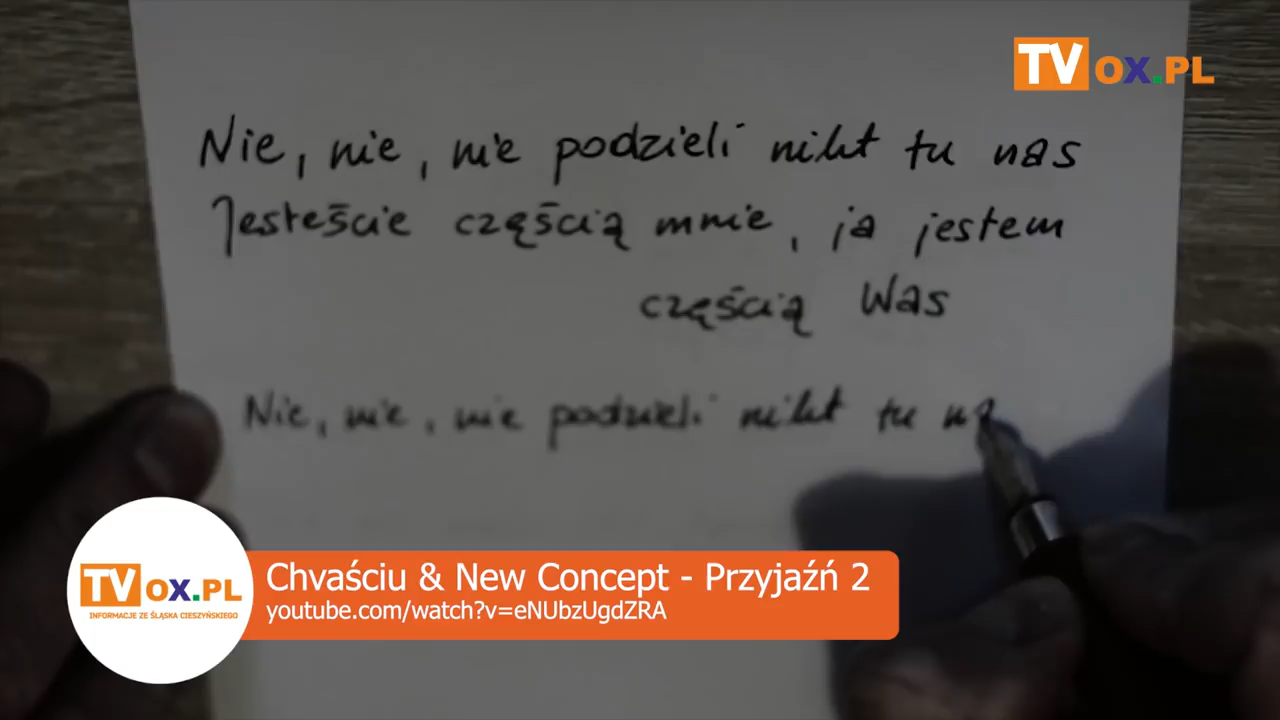 TVOX.PL
Nie, nie, nie podzieli nikt tu nas
Jesteście częścią mnie, ja jestem
częścią Was
Nie, nie, nie podzieli nikt tu na
Chvaściu & New Concept - Przyjaźń 2
youtube.com/watch?v=eNUbzUgdZRA
TVOX.PL
INFORMACJE ZE ŚLĄSKA CIESZYŃSKIEGO